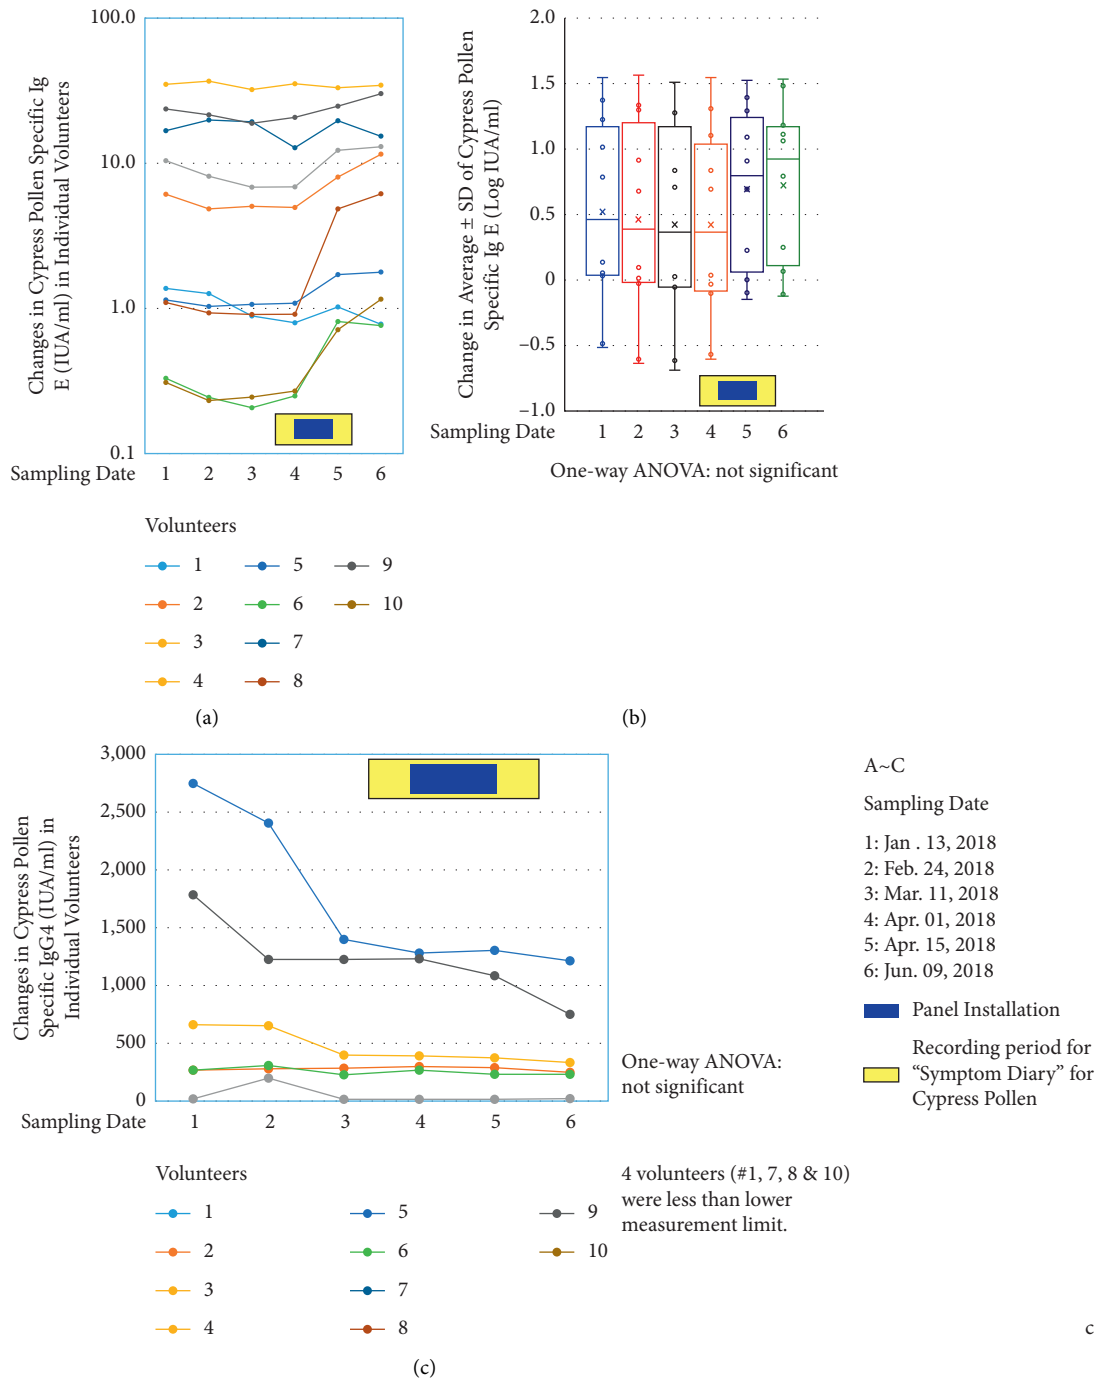 Changes in Cypress Pollen Specific Ig
E (IUA/ml) in Individual Volunteers
100.0
10.0
1.0
0.1
Sampling Date 1 2 3 4 5 6
Volunteers
1 5 9
2 6 10
3 7
4 8
(a)
Change in Average ± SD of Cypress Pollen
Specific Ig E (Log IUA/ml)
2.0
1.5
1.0
0.5
0
−0.5
−1.0
Sampling Date 1 2 3 4 5 6
One-way ANOVA: not significant
(b)
Changes in Cypress Pollen
Specific IgG4 (IUA/ml) in
Individual Volunteers
3,000
2,500
2,000
1,500
1,000
500
0
Sampling Date 1 2 3 4 5 6
One-way ANOVA:
not significant
Volunteers
1 5 9
2 6 10
3 7
4 8
4 volunteers (#1, 7, 8 & 10)
were less than lower
measurement limit.
(c)
A~C
Sampling Date
1: Jan . 13, 2018
2: Feb. 24, 2018
3: Mar. 11, 2018
4: Apr. 01, 2018
5: Apr. 15, 2018
6: Jun. 09, 2018
Panel Installation
Recording period for
“Symptom Diary” for
Cypress Pollen
c